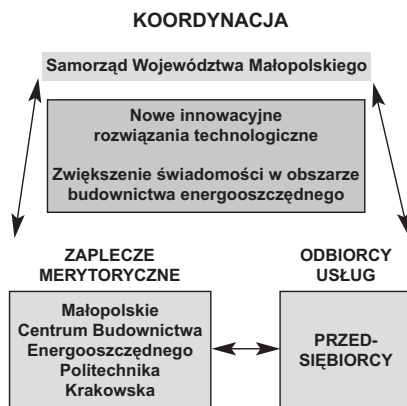 KOORDYNACJA
Samorząd Województwa Małopolskiego
Nowe innowacyjne
rozwiązania technologiczne
Zwiększenie świadomości w obszarze
budownictwa energooszczędnego
ZAPLECZE
MERYTORYCZNE
Małopolskie
Centrum Budownictwa
Energooszczędnego
Politechnika
Krakowska
ODBIORCY
USŁUG
PRZED-
SIĘBIORCY